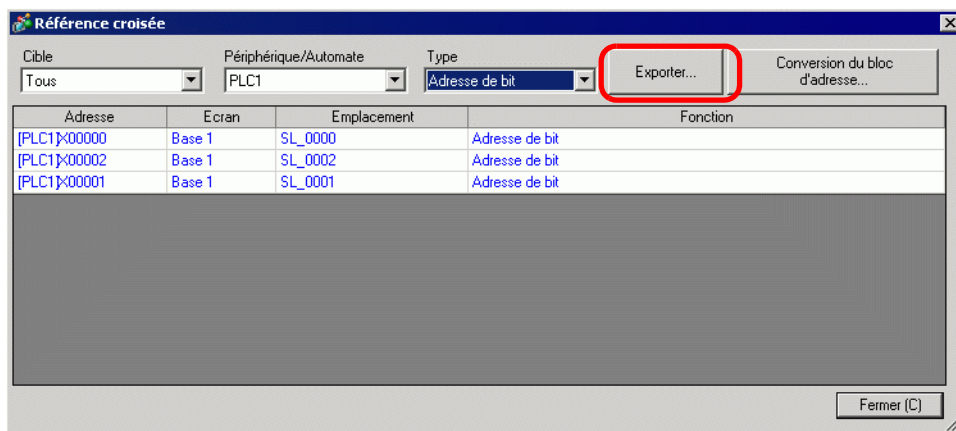 Référence croisée
Cible Périphérique/Automate Type
Tous PLC1 Adresse de bit Exporter... Conversion du bloc
d'adresse...
Adresse Ecran Emplacement Fonction
[PLC1]X00000 Base 1 SL_0000 Adresse de bit
[PLC1]X00002 Base 1 SL_0002 Adresse de bit
[PLC1]X00001 Base 1 SL_0001 Adresse de bit
Fermer (C)